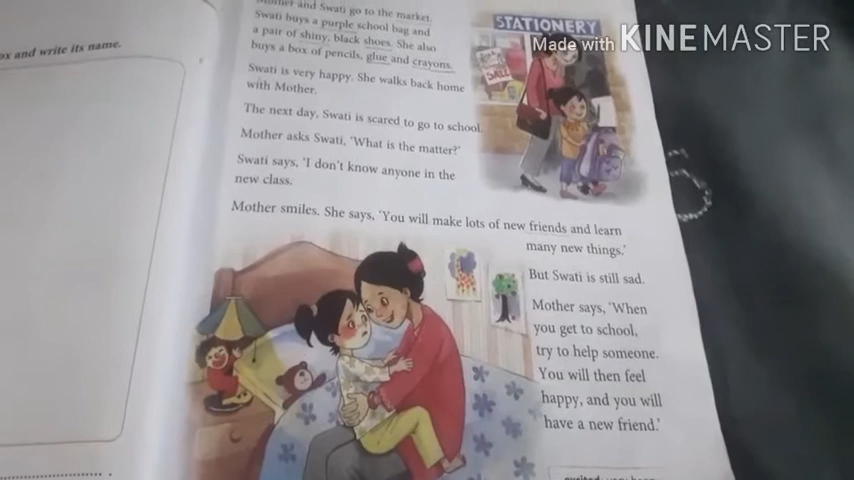 ox and write its name.
Mother and Swati go to the market.
Swati buys a purple school bag and
a pair of shiny, black shoes. She also
buys a box of pencils, glue and crayons.
Swati is very happy. She walks back home
with Mother.
The next day, Swati is scared to go to school.
Mother asks Swati, 'What is the matter?'
Swati says, 'I don't know anyone in the
new class.
Mother smiles. She says, 'You will make lots of new friends and learn
many new things.'
But Swati is still sad.
Mother says, 'When
you get to school,
try to help someone.
You will then feel
happy, and you will
have a new friend.'
STATIONERY
SALE
Made with KINEMASTER